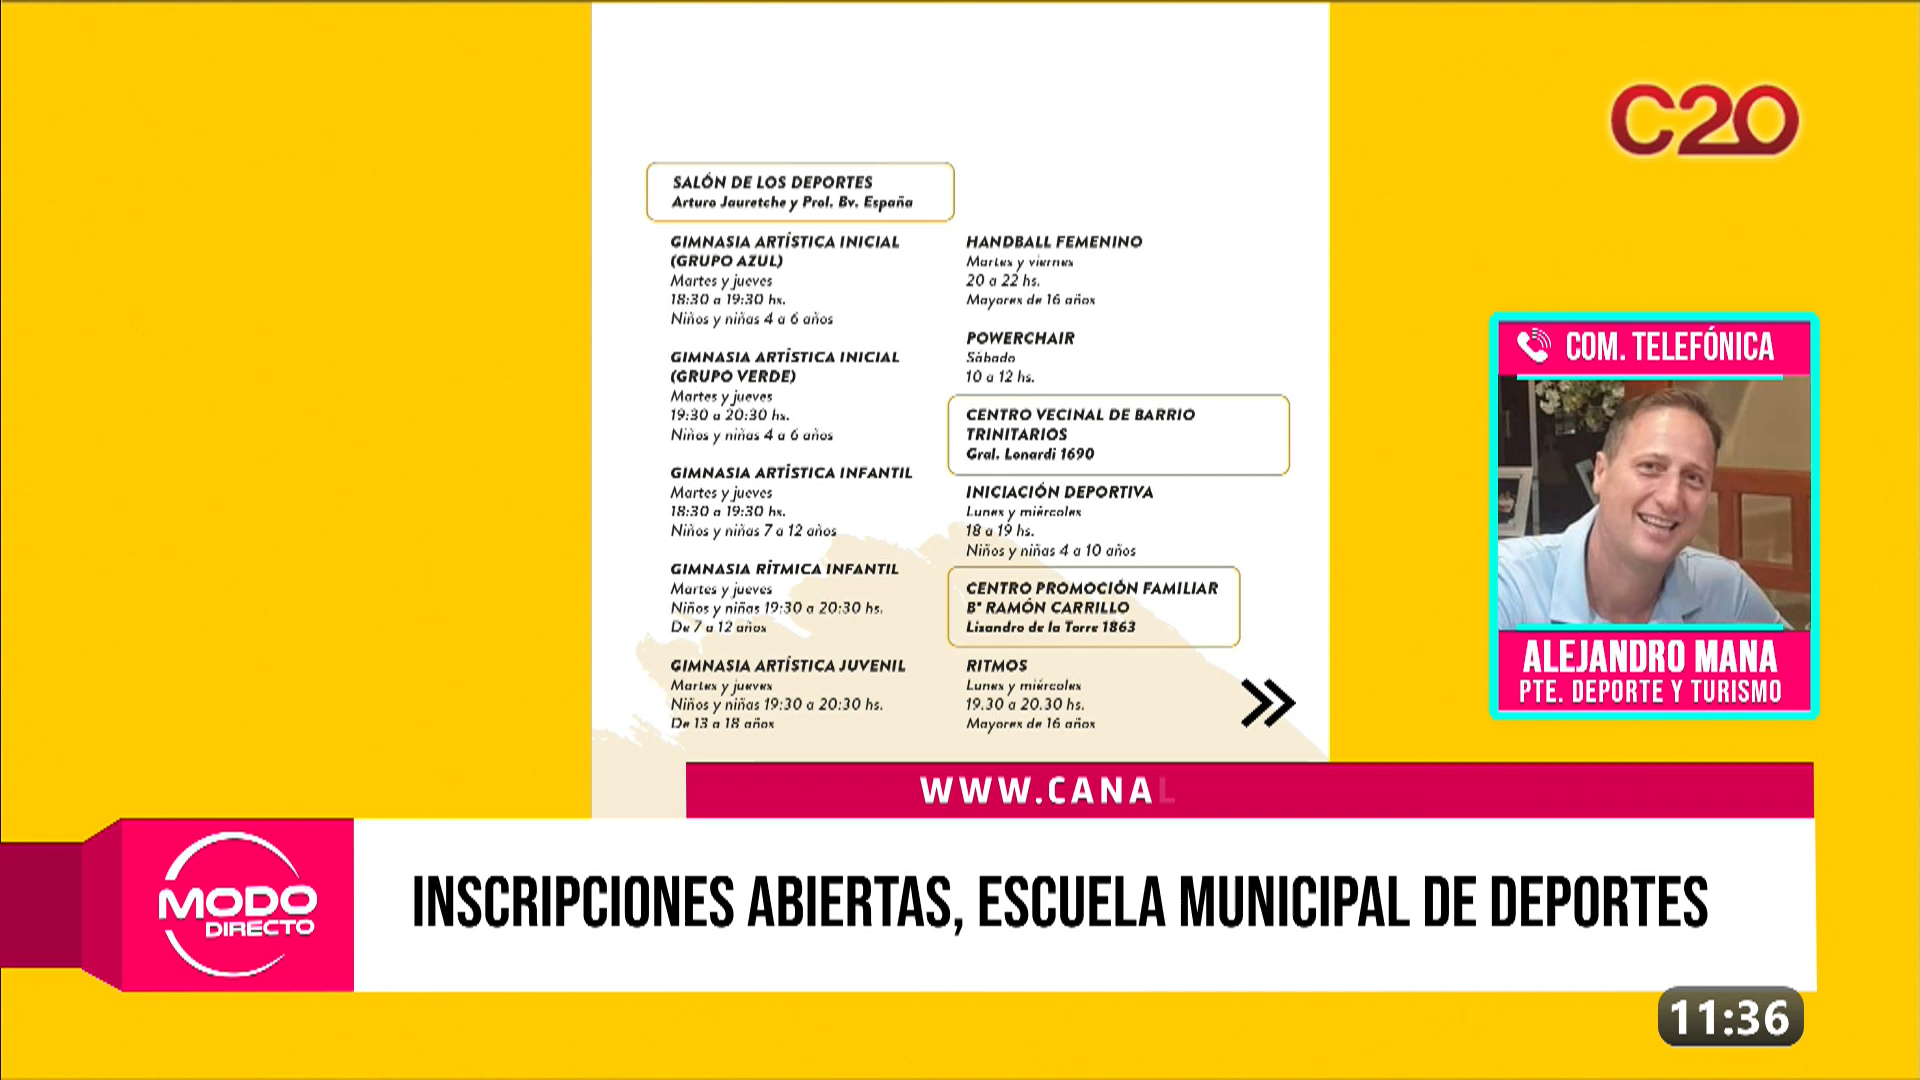 C20
SALÓN DE LOS DEPORTES
Arturo Jauretche y Prol. Bv. España
GIMNASIA ARTÍSTICA INICIAL
(GRUPO AZUL)
Martes y jueves
18:30 a 19:30 hs.
Niños y niñas 4 a 6 años
GIMNASIA ARTÍSTICA INICIAL
(GRUPO VERDE)
Martes y jueves
19:30 a 20:30 hs.
Niños y niñas 4 a 6 años
GIMNASIA ARTÍSTICA INFANTIL
Martes y jueves
18:30 a 19:30 hs.
Niños y niñas 7 a 12 años
GIMNASIA RÍTMICA INFANTIL
Martes y jueves
Niños y niñas 19:30 a 20:30 hs.
De 7 a 12 años
GIMNASIA ARTÍSTICA JUVENIL
Martes y jueves
Niños y niñas 19:30 a 20:30 hs.
De 13 a 18 años
HANDBALL FEMENINO
Martes y viernes
20 a 22 hs.
Mayores de 16 años
POWERCHAIR
Sábado
10 a 12 hs.
CENTRO VECINAL DE BARRIO
TRINITARIOS
Gral. Lonardi 1690
INICIACIÓN DEPORTIVA
Lunes y miércoles
18 a 19 hs.
Niños y niñas 4 a 10 años
CENTRO PROMOCIÓN FAMILIAR
B° RAMÓN CARRILLO
Lisandro de la Torre 1863
RITMOS
Lunes y miércoles
19.30 a 20.30 hs.
Mayores de 16 años
COM. TELEFÓNICA
ALEJANDRO MANA
PTE. DEPORTE Y TURISMO
WWW.CANAL
MODO
DIRECTO
INSCRIPCIONES ABIERTAS, ESCUELA MUNICIPAL DE DEPORTES
11:36